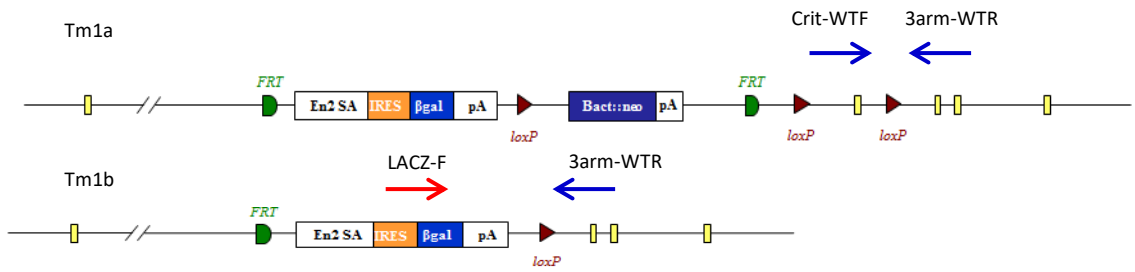 Crit-WTF 3arm-WTR
Tm1a
FRT FRT
En2 SA IRES βgal pA Bact::neo pA
loxP loxP loxP
LACZ-F 3arm-WTR
Tm1b
FRT
En2 SA IRES βgal pA
loxP